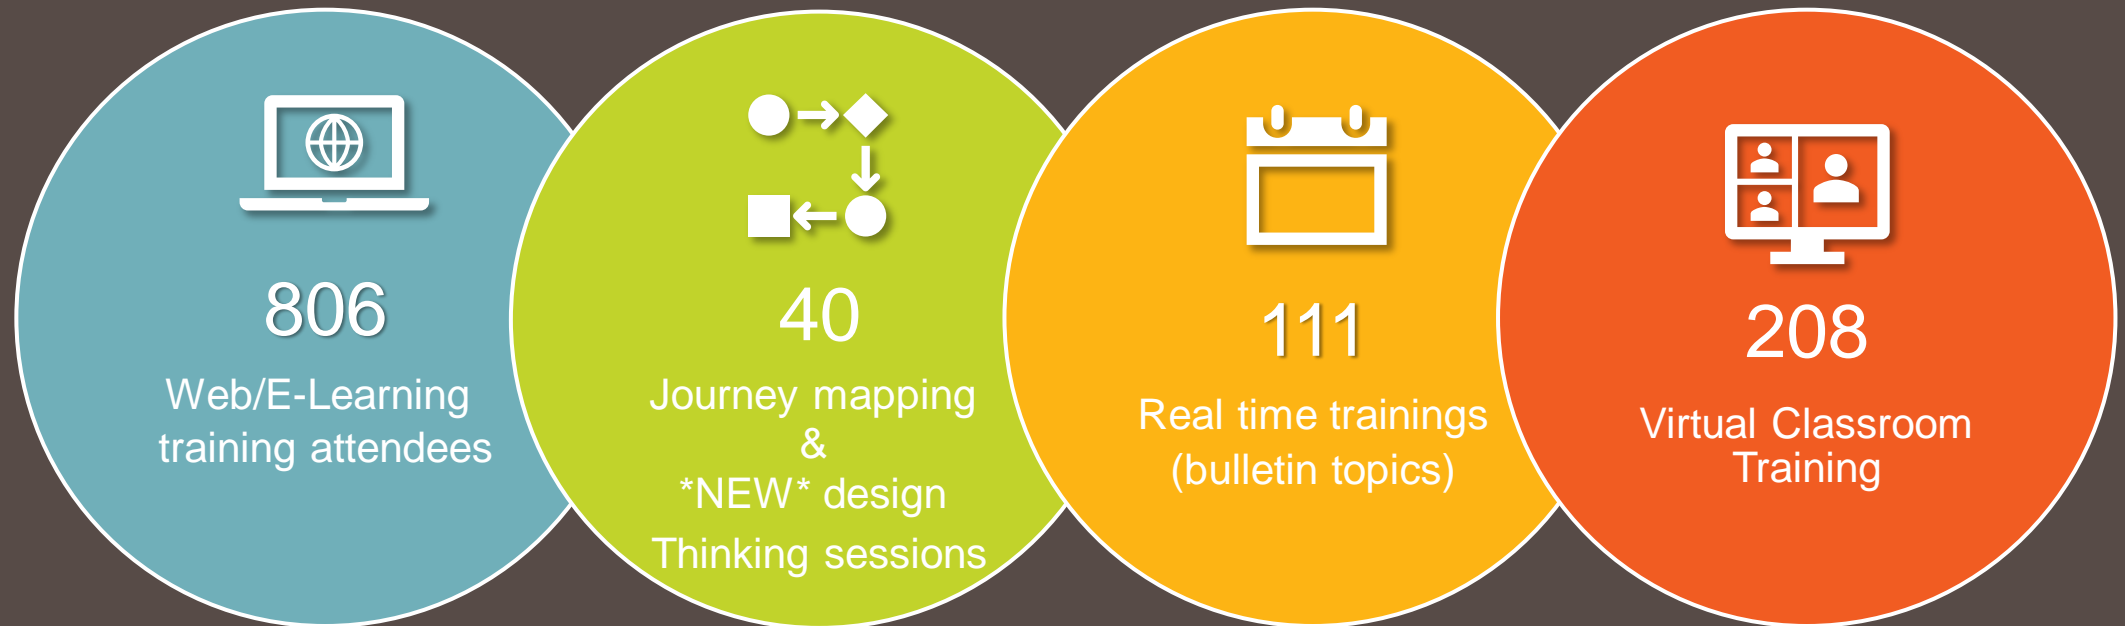 806
Web/E-Learning
training attendees
40
Journey mapping
&
*NEW* design
Thinking sessions
111
Real time trainings
(bulletin topics)
208
Virtual Classroom
Training